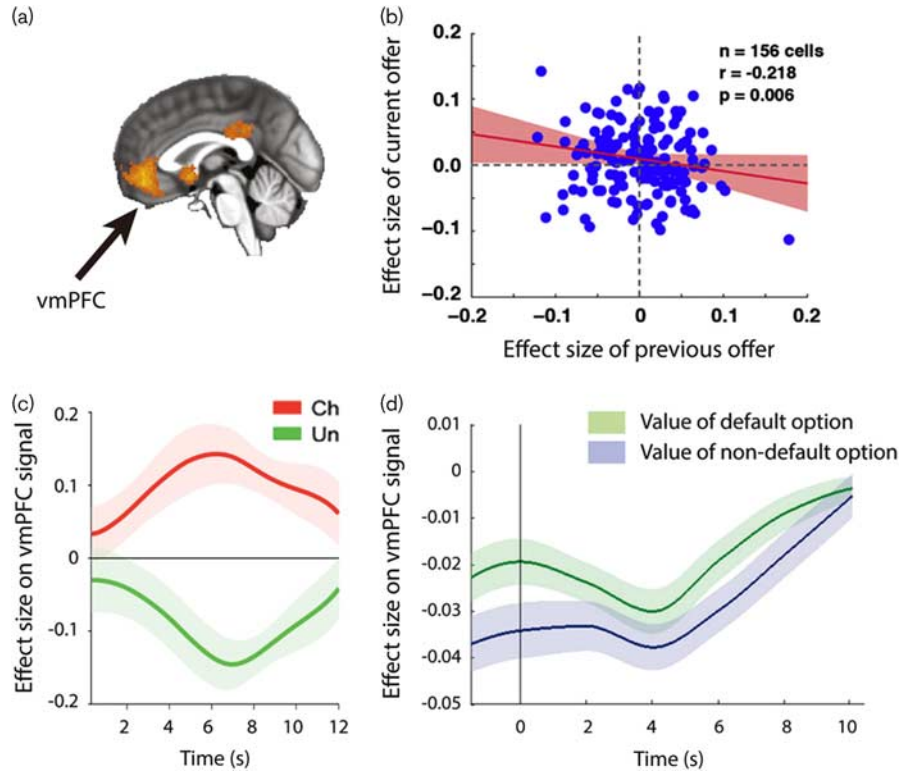 (a)
vmPFC
(b)
Effect size of current offer
0.2
0.1
0.0
−0.1
−0.2
n = 156 cells
r = -0.218
p = 0.006
−0.2
−0.1
0
0.1
0.2
Effect size of previous offer
(c)
Effect size on vmPFC signal
0.2
0.1
0
-0.1
-0.2
Ch
Un
2
4
6
8
10
12
Time (s)
(d)
Effect size on vmPFC signal
0.01
0
-0.01
-0.02
-0.03
-0.04
-0.05
Value of default option
Value of non-default option
0
2
4
6
8
10
Time (s)